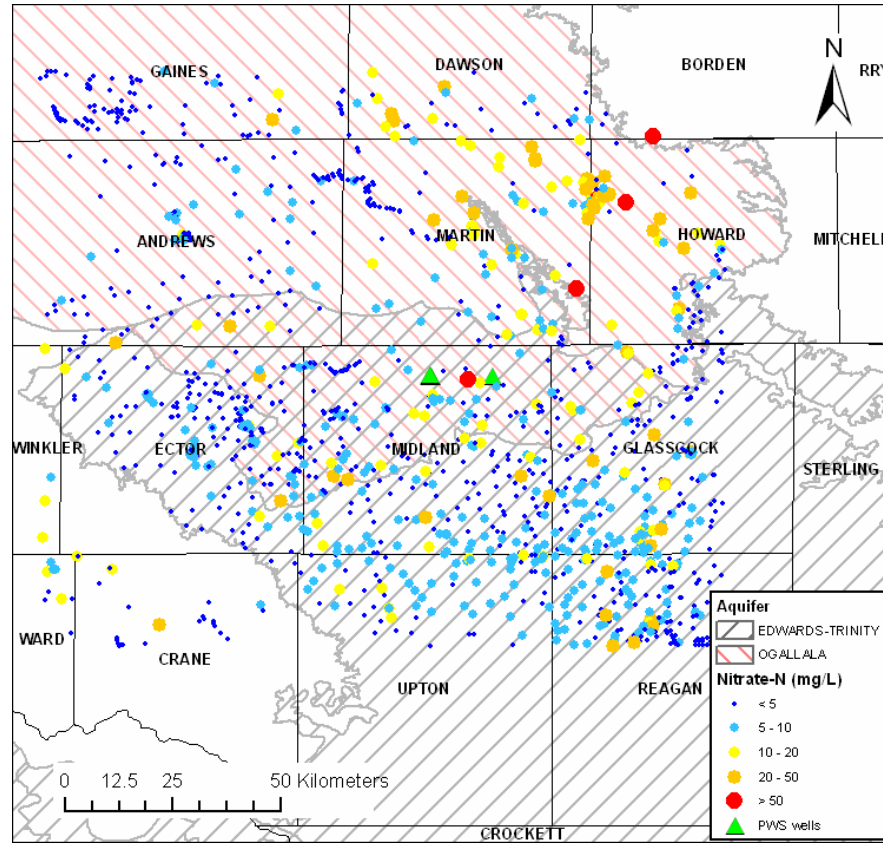 GAINES
DAWSON
BORDEN
N
RRY
ANDREWS
MARTIN
HOWARD
MITCHELL
WINKLER
ECTOR
MIDLAND
GLASSCOCK
STERLING
WARD
CRANE
UPTON
REAGAN
CROCKETT
0 12.5 25 50 Kilometers
Aquifer
EDWARDS-TRINITY
OGALLALA
Nitrate-N (mg/L)
< 5
5 - 10
10 - 20
20 - 50
> 50
PWS wells